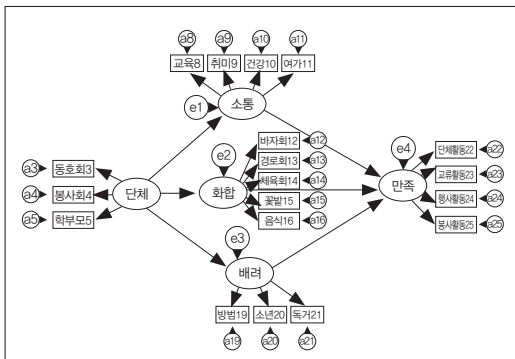 a8 a9 a10 a11
교육8 취미9 건강10 여가11
e1 소통
e2 바자회12 a12 e4
a3 동호회3 경로회13 a13 단체활동22 a22
a4 봉사회4 단체 화합 체육회14 a14 만족 교류활동23 a23
a5 학부모5 꽃밭15 a15 행사활동24 a24
음식16 a16 봉사활동25 a25
e3
배려
방범19 소년20 독거21
a19 a20 a21